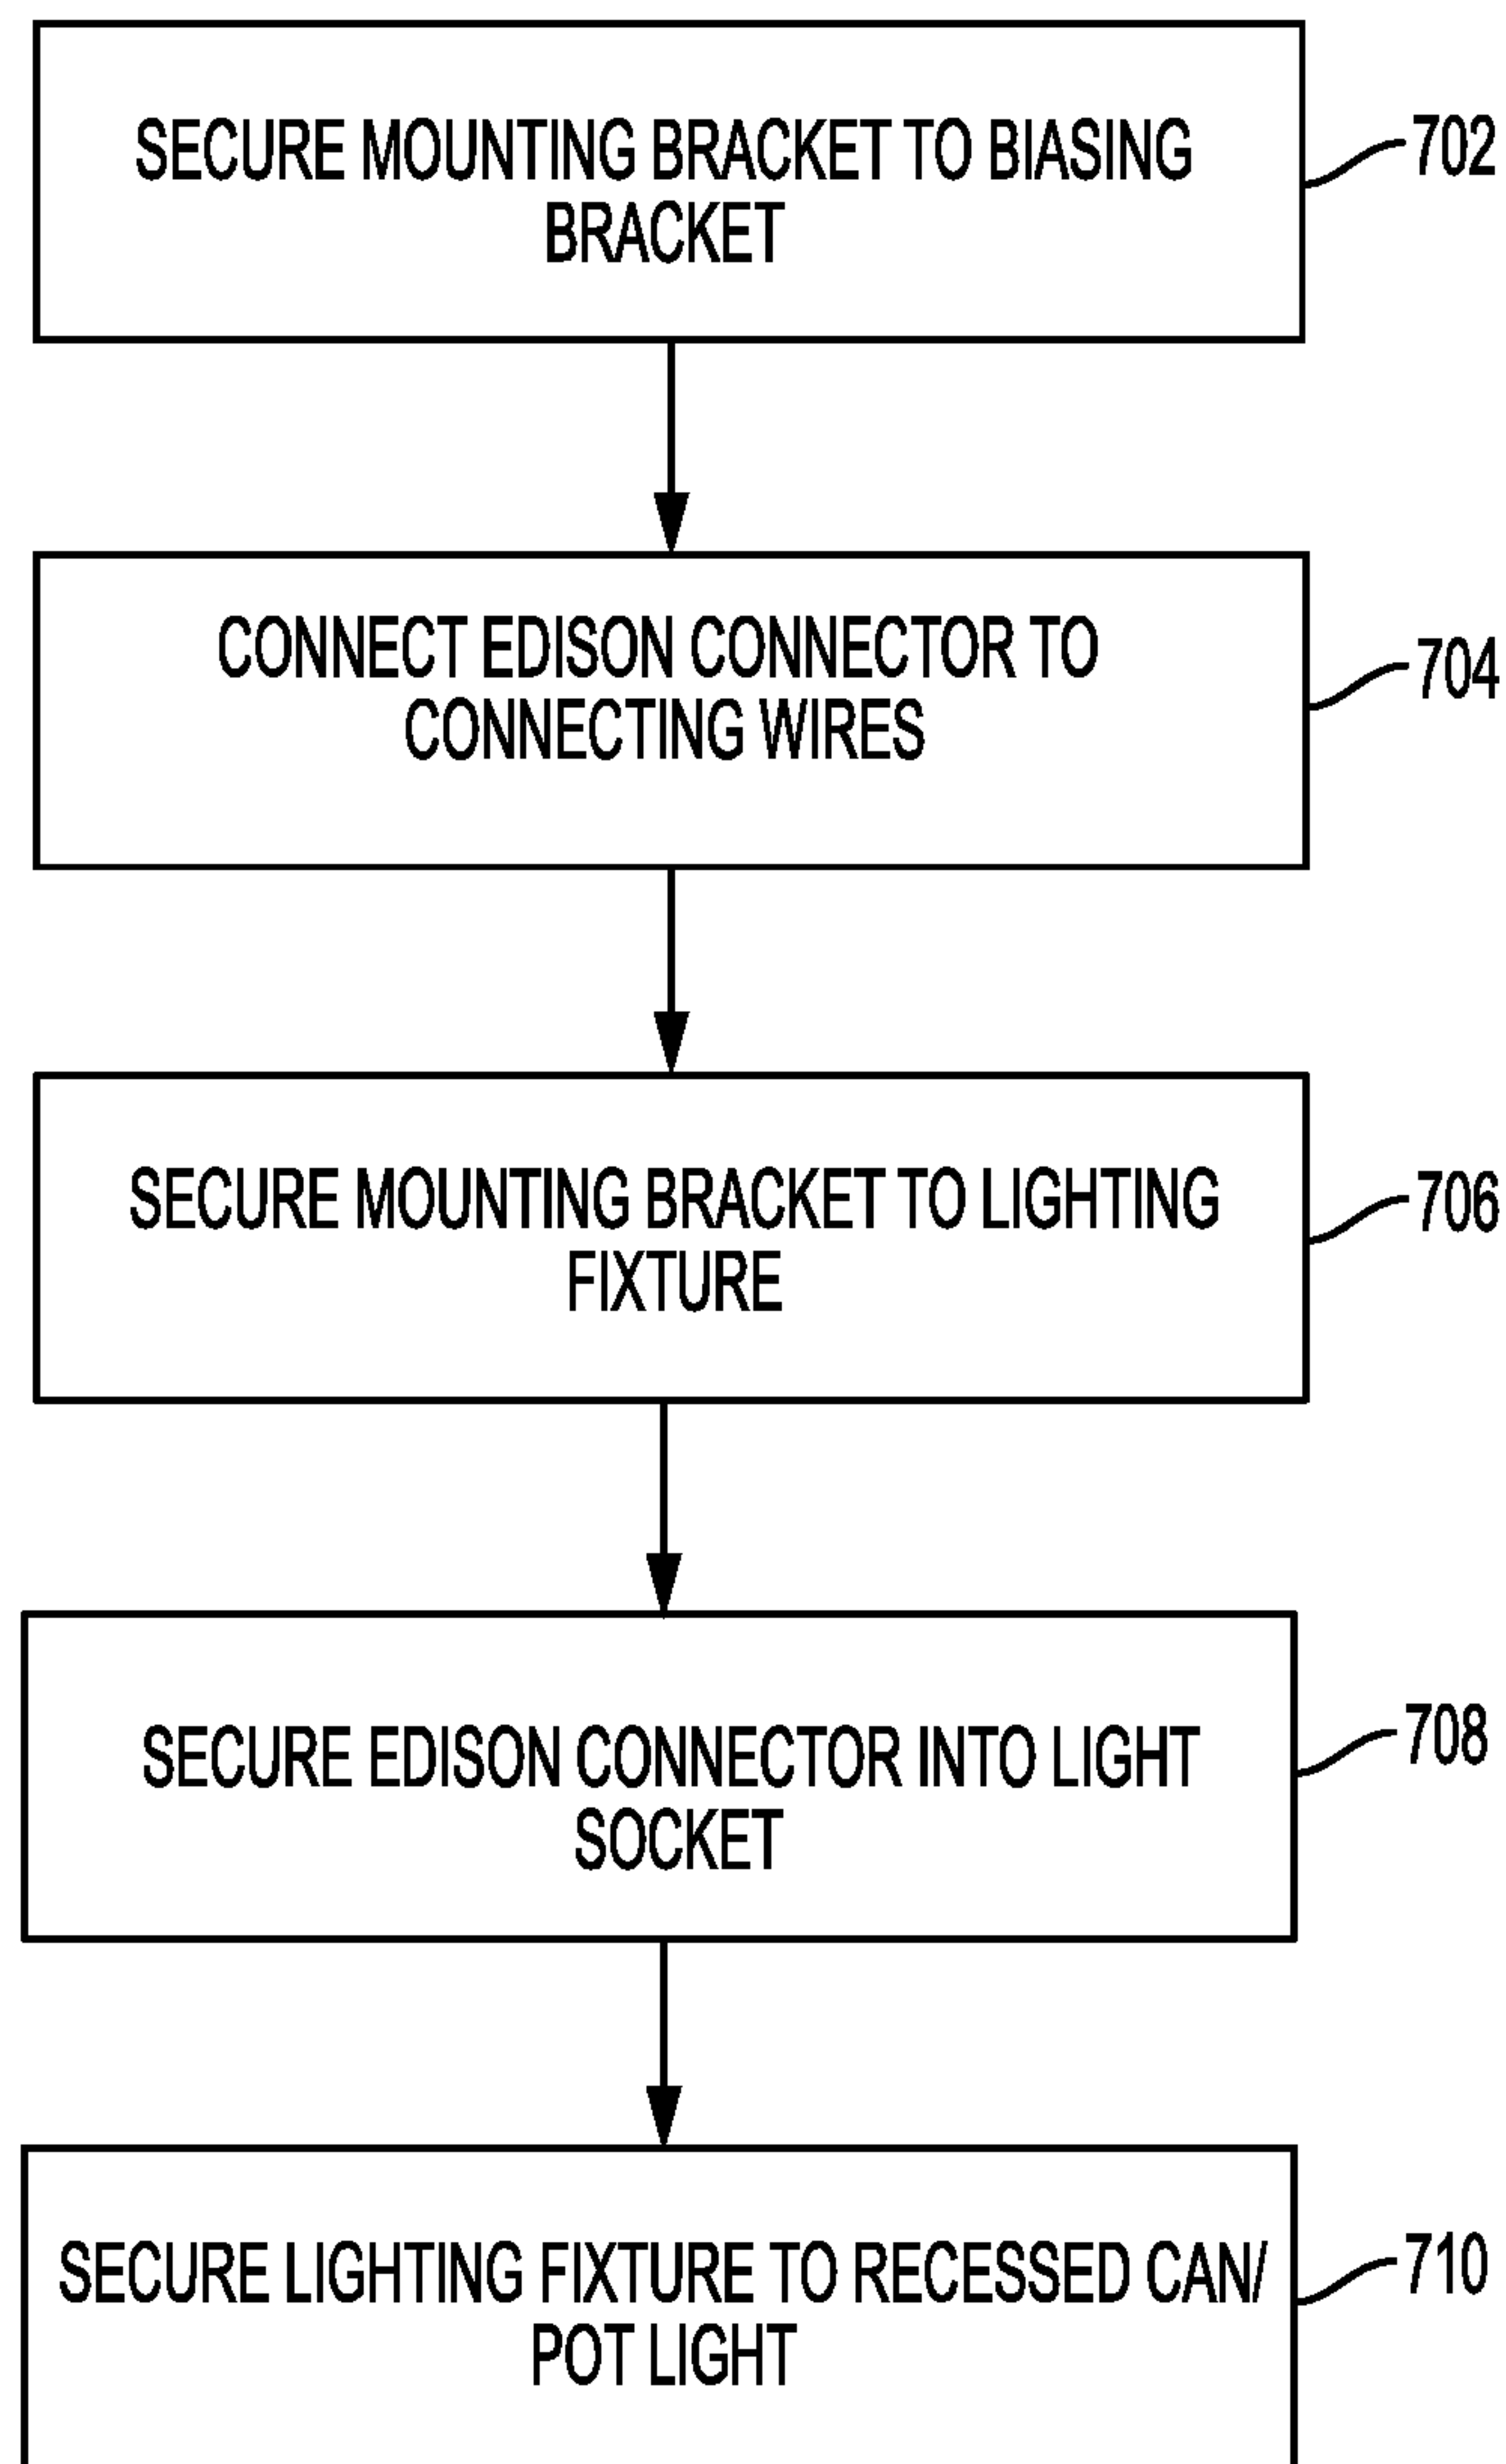 SECURE MOUNTING BRACKET TO BIASING
BRACKET
702
CONNECT EDISON CONNECTOR TO
CONNECTING WIRES
704
SECURE MOUNTING BRACKET TO LIGHTING
FIXTURE
706
SECURE EDISON CONNECTOR INTO LIGHT
SOCKET
708
SECURE LIGHTING FIXTURE TO RECESSED CAN/
POT LIGHT
710